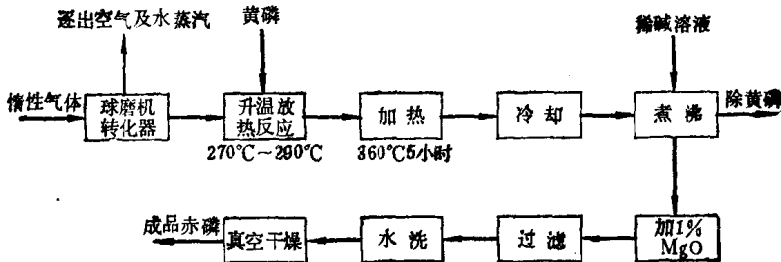 逐出空气及水蒸汽
黄磷
稀碱溶液
惰性气体
球磨机
转化器
升温放
热反应
270℃~290℃
加热
360℃5小时
冷却
煮沸
除黄磷
成品赤磷
真空干燥
水洗
过滤
加1%
MgO